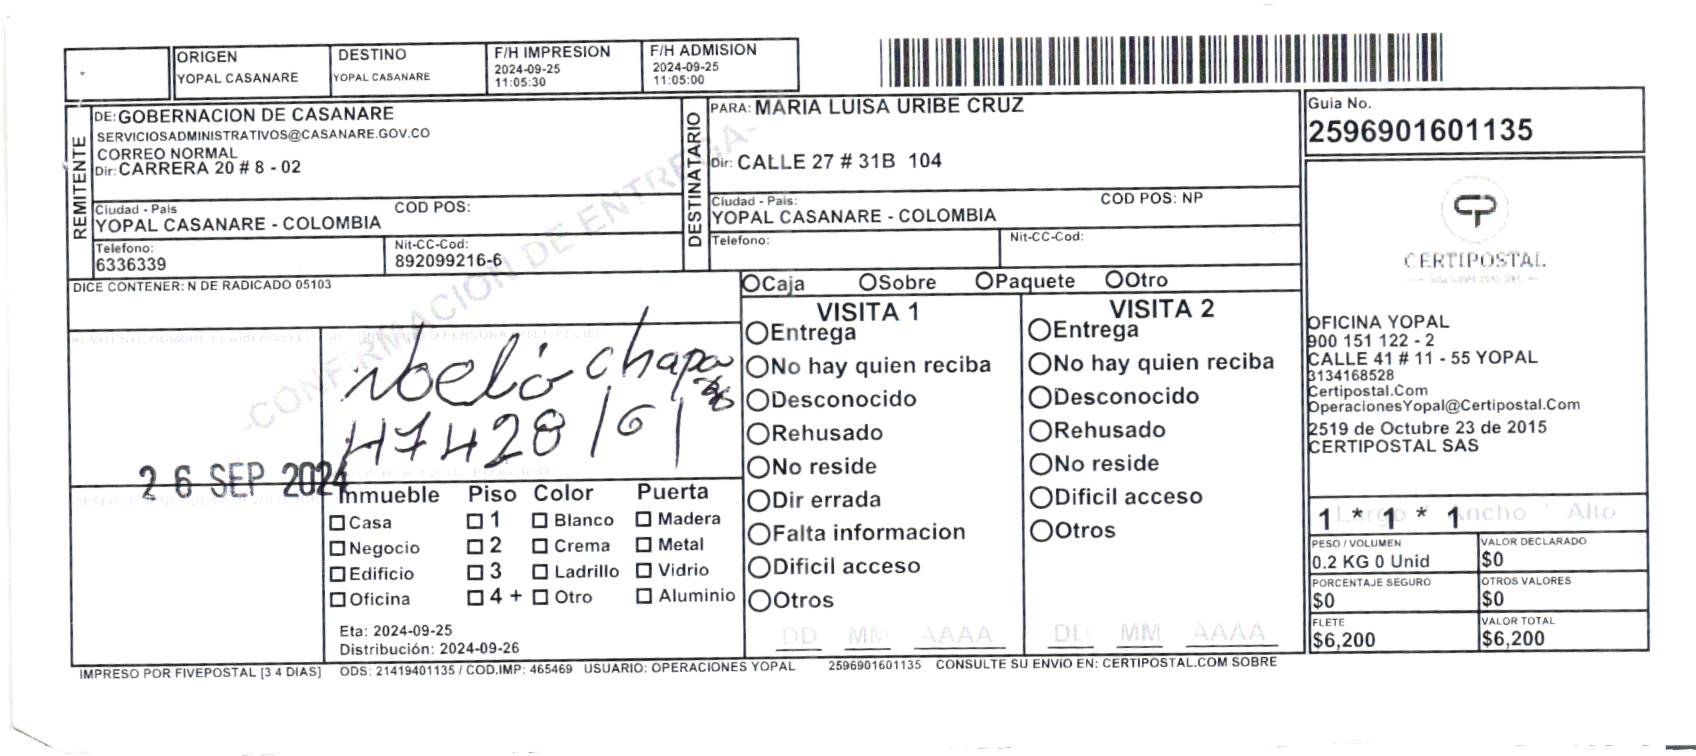 ORIGEN
YOPAL CASANARE
DESTINO
YOPAL CASANARE
F/H IMPRESION
2024-09-25
11:05:30
F/H ADMISION
2024-09-25
11:05:00
REMITENTE
DE: GOBERNACION DE CASANARE
SERVICIOSADMINISTRATIVOS@CASANARE.GOV.CO
CORREO NORMAL
Dir: CARRERA 20 # 8 - 02
Ciudad - Pais
COD POS:
YOPAL CASANARE - COLOMBIA
Telefono:
6336339
Nit-CC-Cod:
892099216-6
DESTINATARIO
PARA: MARIA LUISA URIBE CRUZ
Dir: CALLE 27 # 31B 104
Ciudad - Pais:
COD POS: NP
YOPAL CASANARE - COLOMBIA
Telefono:
Nit-CC-Cod:
Guia No.
2596901601135
CERTIPOSTAL
DICE CONTENER: N DE RADICADO 05103
-CONFIRMACION DE ENTREGA-
chapa
47428161
26 SEP 2024
Caja Sobre Paquete Otro
VISITA 1
Entrega
No hay quien reciba
Desconocido
Rehusado
No reside
Dir errada
Falta informacion
Dificil acceso
Otros
DD MM AAAA
VISITA 2
Entrega
No hay quien reciba
Desconocido
Rehusado
No reside
Dificil acceso
Otros
DD MM AAAA
Inmueble Piso Color Puerta
Casa 1 Blanco Madera
Negocio 2 Crema Metal
Edificio 3 Ladrillo Vidrio
Oficina 4 + Otro Aluminio
Eta: 2024-09-25
Distribución: 2024-09-26
OFICINA YOPAL
900 151 122 - 2
CALLE 41 # 11 - 55 YOPAL
3134168528
Certipostal.Com
OperacionesYopal@Certipostal.Com
2519 de Octubre 23 de 2015
CERTIPOSTAL SAS
Largo * Ancho * Alto
1 * 1 * 1
PESO / VOLUMEN
0.2 KG 0 Unid
VALOR DECLARADO
$0
PORCENTAJE SEGURO
$0
OTROS VALORES
$0
FLETE
$6,200
VALOR TOTAL
$6,200
IMPRESO POR FIVEPOSTAL [3 4 DIAS] ODS: 21419401135 / COD.IMP: 465469 USUARIO: OPERACIONES YOPAL 2596901601135 CONSULTE SU ENVIO EN: CERTIPOSTAL.COM SOBRE